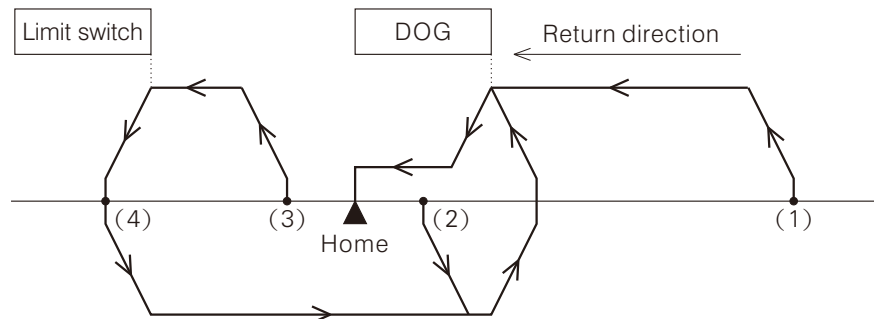 Limit switch
DOG
Return direction
(4)
(3)
(2)
(1)
Home